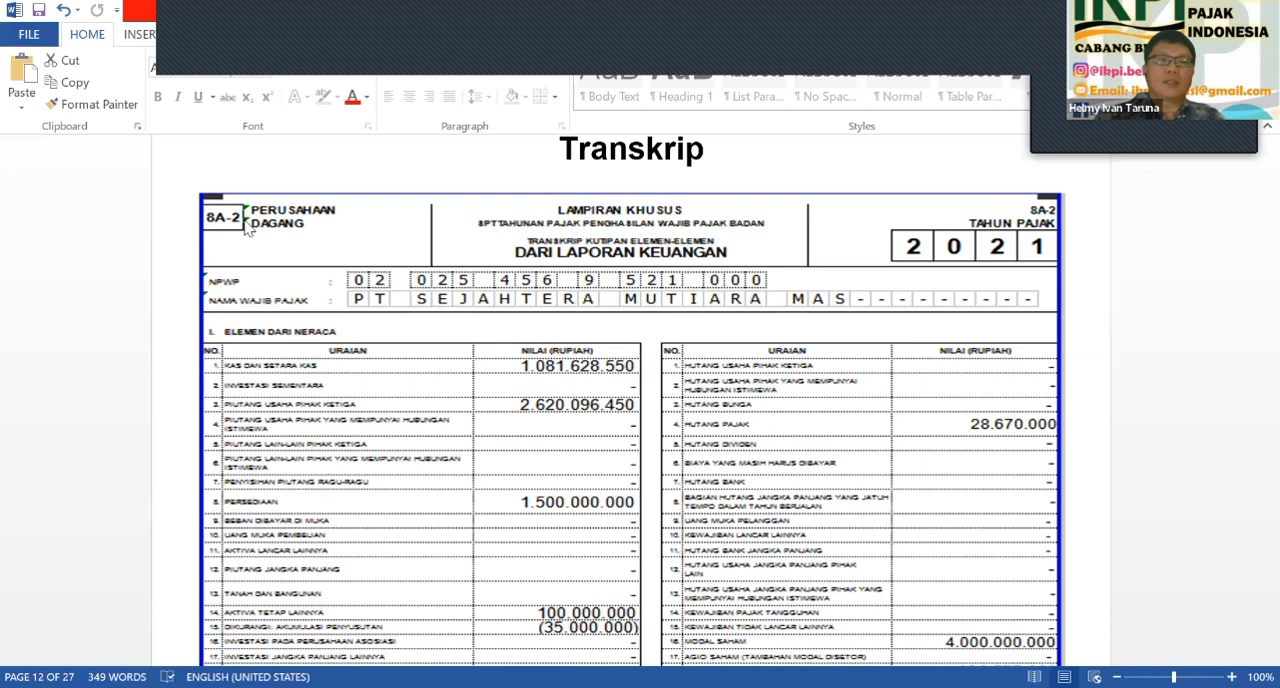 FILE
HOME
INSER
Cut
Copy
Format Painter
Paste
Clipboard
Font
Paragraph
Styles
¶ Body Text
¶ Heading 1
¶ List Para...
¶ No Spac...
¶ Normal
¶ Table Par...
PAJAK
INDONESIA
CABANG B
@ikpi.be
Email:
si@gmail.com
Helmy Ivan Taruna
Transkrip
8A-2
PERUSAHAAN
DAGANG
LAMPIRAN KHUSUS
SPT TAHUNAN PAJAK PENGHASILAN WAJIB PAJAK BADAN
TRANSKRIP KUTIPAN ELEMEN-ELEMEN
DARI LAPORAN KEUANGAN
8A-2
TAHUN PAJAK
2 0 2 1
NPWP : 02 025 456 9 521 000
NAMA WAJIB PAJAK : PT SEJAHTERA MUTIARA MAS - - - - - - - - -
I. ELEMEN DARI NERACA
NO. URAIAN NILAI (RUPIAH)
1. KAS DAN SETARA KAS 1.081.628.550
2. INVESTASI SEMENTARA -
3. PIUTANG USAHA PIHAK KETIGA 2.620.096.450
4. PIUTANG USAHA PIHAK YANG MEMPUNYAI HUBUNGAN
ISTIMEWA -
5. PIUTANG LAIN-LAIN PIHAK KETIGA -
6. PIUTANG LAIN-LAIN PIHAK YANG MEMPUNYAI HUBUNGAN
ISTIMEWA -
7. PENYISIHAN PIUTANG RAGU-RAGU -
8. PERSEDIAAN 1.500.000.000
9. BEBAN DIBAYAR DI MUKA -
10. UANG MUKA PEMBELIAN -
11. AKTIVA LANCAR LAINNYA -
12. PIUTANG JANGKA PANJANG -
13. TANAH DAN BANGUNAN -
14. AKTIVA TETAP LAINNYA 100.000.000
15. DIKURANGI: AKUMULASI PENYUSUTAN (35.000.000)
16. INVESTASI PADA PERUSAHAAN ASOSIASI -
17. INVESTASI JANGKA PANJANG LAINNYA -
NO. URAIAN NILAI (RUPIAH)
1. HUTANG USAHA PIHAK KETIGA -
2. HUTANG USAHA PIHAK YANG MEMPUNYAI
HUBUNGAN ISTIMEWA -
3. HUTANG BUNGA -
4. HUTANG PAJAK 28.670.000
5. HUTANG DIVIDEN -
6. BIAYA YANG MASIH HARUS DIBAYAR -
7. HUTANG BANK -
8. BAGIAN HUTANG JANGKA PANJANG YANG JATUH
TEMPO DALAM TAHUN BERJALAN -
9. UANG MUKA PELANGGAN -
10. KEWAJIBAN LANCAR LAINNYA -
11. HUTANG BANK JANGKA PANJANG -
12. HUTANG USAHA JANGKA PANJANG PIHAK
LAIN -
13. HUTANG USAHA JANGKA PANJANG PIHAK YANG
MEMPUNYAI HUBUNGAN ISTIMEWA -
14. KEWAJIBAN PAJAK TANGGUHAN -
15. KEWAJIBAN TIDAK LANCAR LAINNYA -
16. MODAL SAHAM 4.000.000.000
17. AGIO SAHAM (TAMBAHAN MODAL DISETOR) -
PAGE 12 OF 27
349 WORDS
ENGLISH (UNITED STATES)
100%